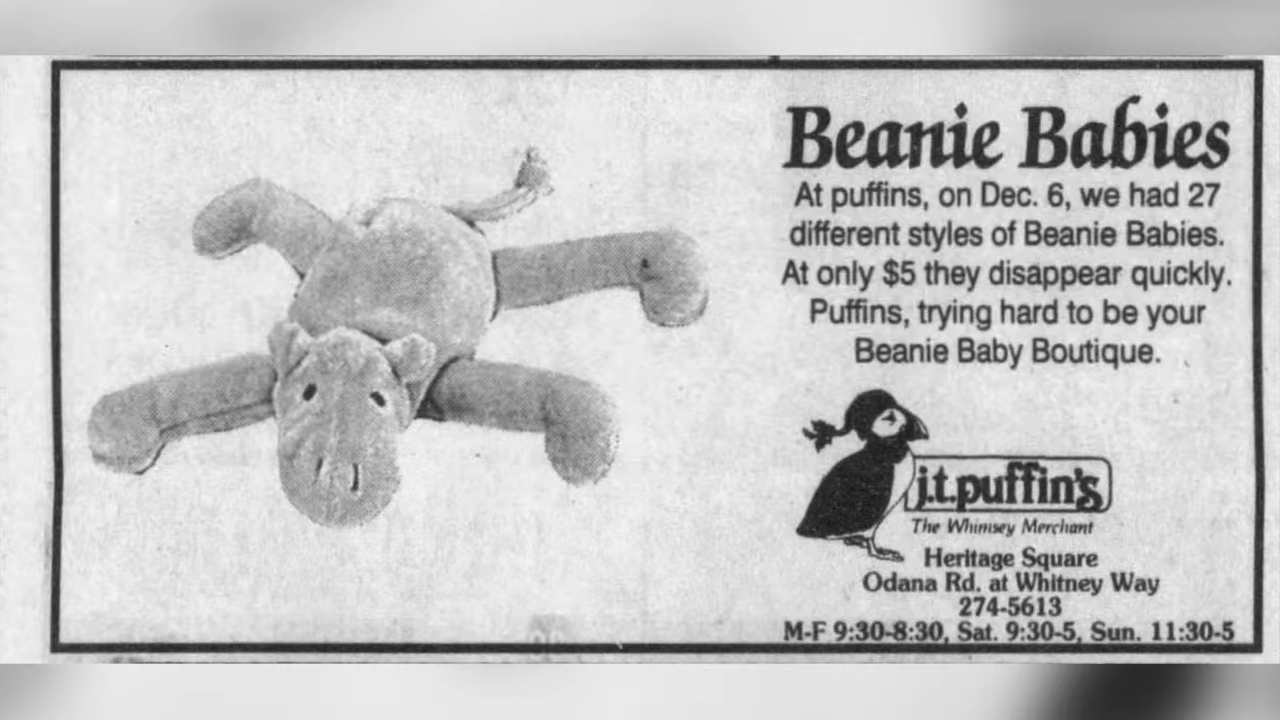 Beanie Babies
At puffins, on Dec. 6, we had 27
different styles of Beanie Babies.
At only $5 they disappear quickly.
Puffins, trying hard to be your
Beanie Baby Boutique.
j.t.puffin's
The Whimsey Merchant
Heritage Square
Odana Rd. at Whitney Way
274-5613
M-F 9:30-8:30, Sat. 9:30-5, Sun. 11:30-5